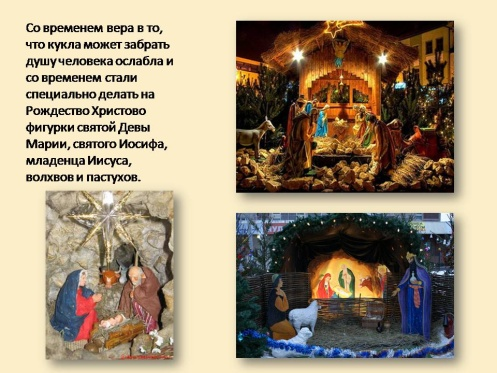 Со временем вера в то,
что кукла может забрать
душу человека ослабла и
со временем стали
специально делать на
Рождество Христово
фигурки святой Девы
Марии, святого Иосифа,
младенца Иисуса,
волхвов и пастухов.